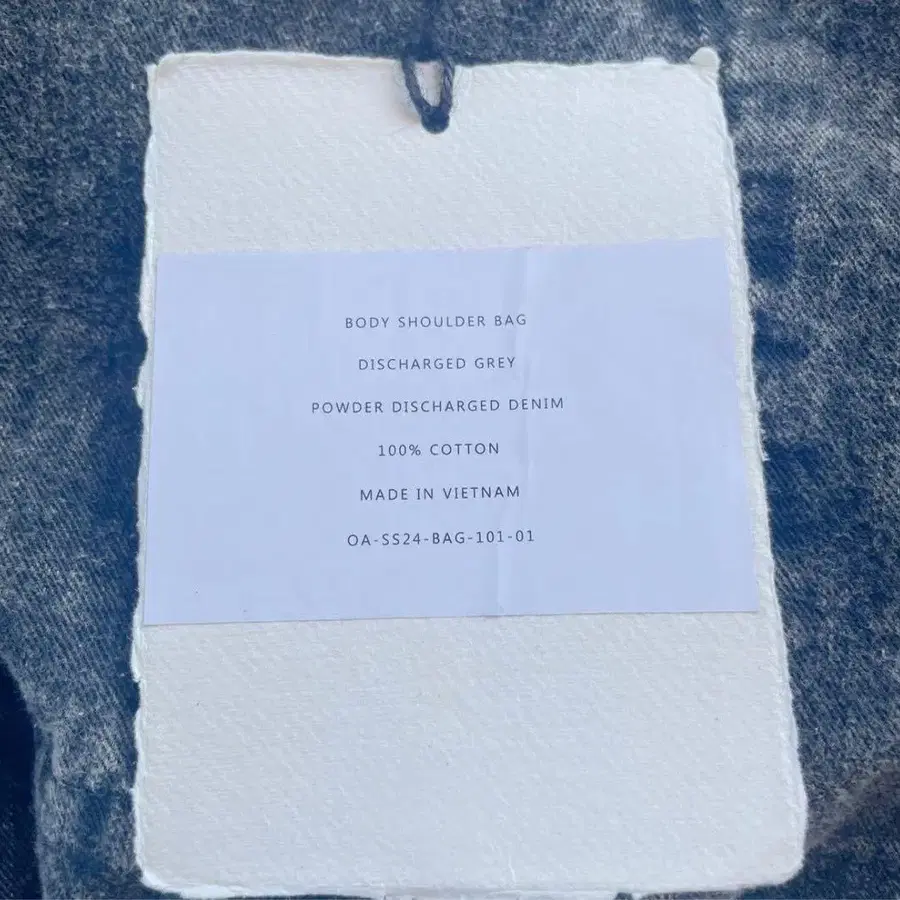 BODY SHOULDER BAG
DISCHARGED GREY
POWDER DISCHARGED DENIM
100% COTTON
MADE IN VIETNAM
OA-SS24-BAG-101-01